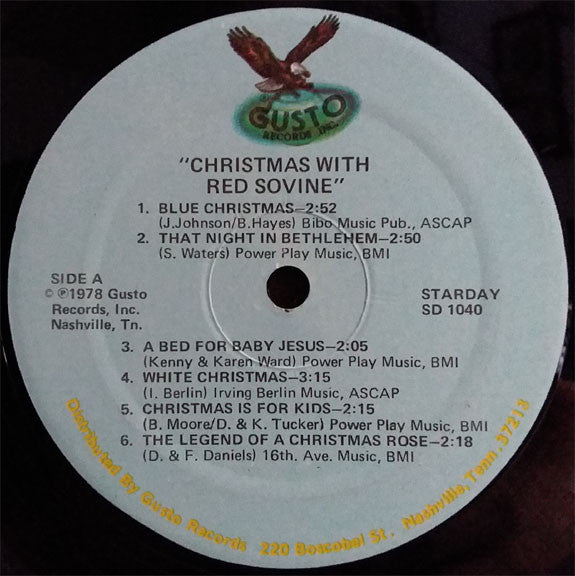 GUSTO
RECORDS INC.
"CHRISTMAS WITH
RED SOVINE"
1. BLUE CHRISTMAS—2:52
(J.Johnson/B.Hayes) Bibo Music Pub., ASCAP
2. THAT NIGHT IN BETHLEHEM—2:50
(S. Waters) Power Play Music, BMI
SIDE A
© ℗1978 Gusto
Records, Inc.
Nashville, Tn.
STARDAY
SD 1040
3. A BED FOR BABY JESUS—2:05
(Kenny & Karen Ward) Power Play Music, BMI
4. WHITE CHRISTMAS—3:15
(I. Berlin) Irving Berlin Music, ASCAP
5. CHRISTMAS IS FOR KIDS—2:15
(B. Moore/D. & K. Tucker) Power Play Music, BMI
6. THE LEGEND OF A CHRISTMAS ROSE—2:18
(D. & F. Daniels) 16th. Ave. Music, BMI
Distributed By Gusto Records 220 Boscobel St. Nashville, Tenn. 37213